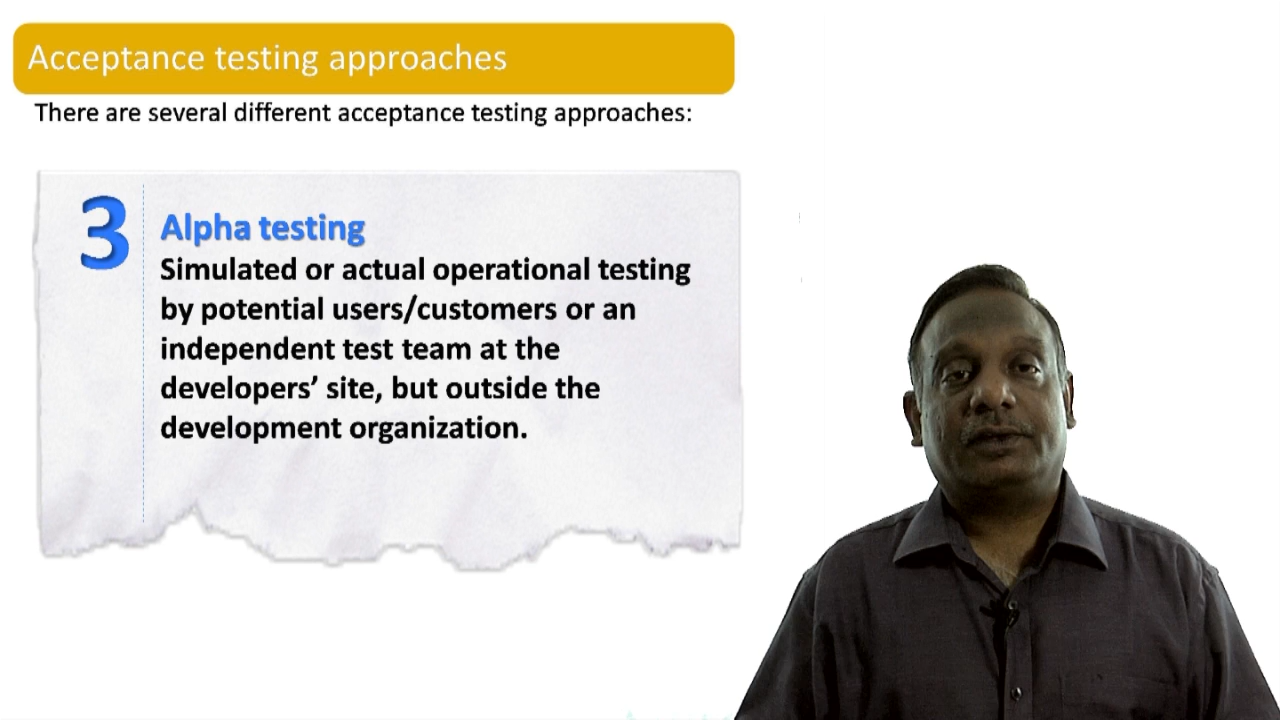 Acceptance testing approaches
There are several different acceptance testing approaches:
3
Alpha testing
Simulated or actual operational testing
by potential users/customers or an
independent test team at the
developers’ site, but outside the
development organization.